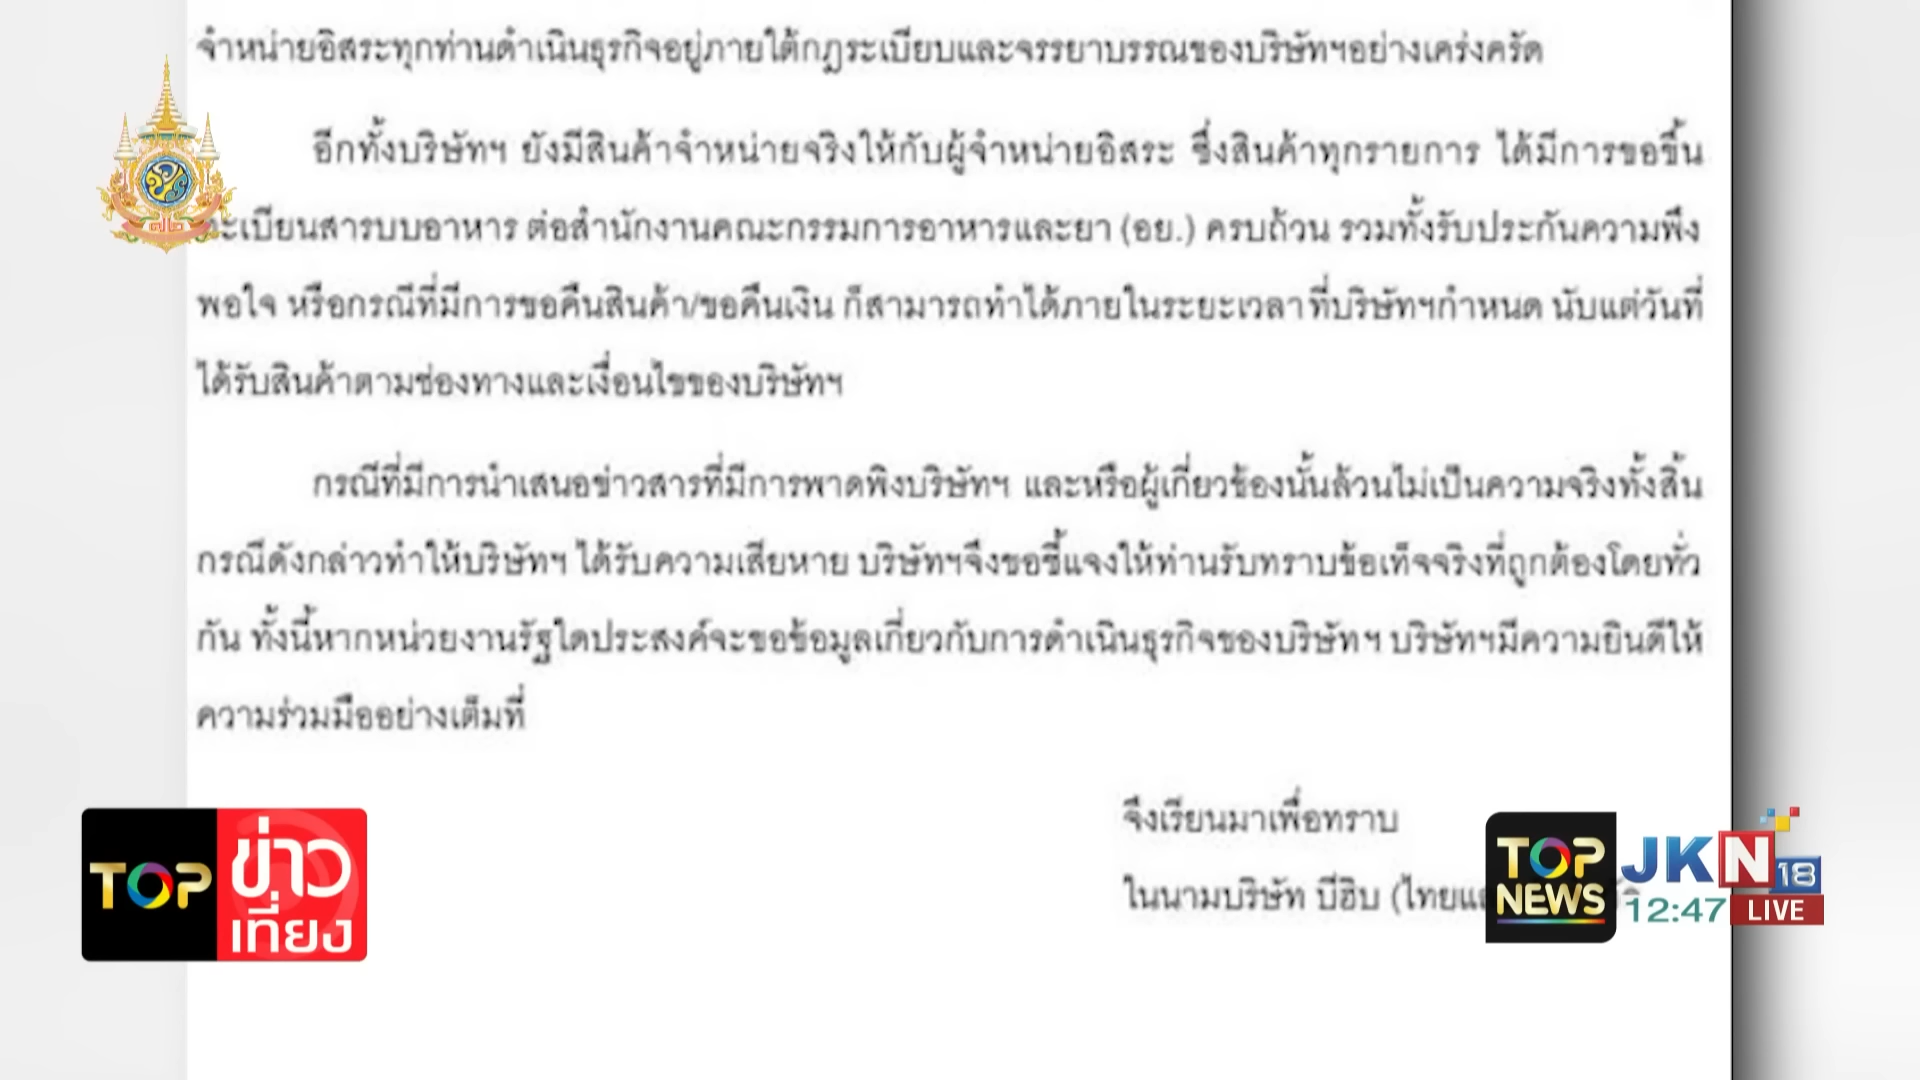 จำหน่ายอิสระทุกท่านดำเนินธุรกิจอยู่ภายใต้กฎระเบียบและจรรยาบรรณของบริษัทฯอย่างเคร่งครัด
อีกทั้งบริษัทฯ ยังมีสินค้าจำหน่ายจริงให้กับผู้จำหน่ายอิสระ ซึ่งสินค้าทุกรายการ ได้มีการขอขึ้น
ทะเบียนสารบบอาหาร ต่อสำนักงานคณะกรรมการอาหารและยา (อย.) ครบถ้วน รวมทั้งรับประกันความพึง
พอใจ หรือกรณีที่มีการขอคืนสินค้า/ขอคืนเงิน ก็สามารถทำได้ภายในระยะเวลาที่บริษัทฯกำหนด นับแต่วันที่
ได้รับสินค้าตามช่องทางและเงื่อนไขของบริษัทฯ
กรณีที่มีการนำเสนอข่าวสารที่มีการพาดพิงบริษัทฯ และหรือผู้เกี่ยวข้องนั้นล้วนไม่เป็นความจริงทั้งสิ้น
กรณีดังกล่าวทำให้บริษัทฯ ได้รับความเสียหาย บริษัทฯจึงขอชี้แจงให้ท่านรับทราบข้อเท็จจริงที่ถูกต้องโดยทั่ว
กัน ทั้งนี้หากหน่วยงานรัฐใดประสงค์จะขอข้อมูลเกี่ยวกับการดำเนินธุรกิจของบริษัทฯ บริษัทฯมีความยินดีให้
ความร่วมมืออย่างเต็มที่
จึงเรียนมาเพื่อทราบ
ในนามบริษัท บีฮิบ
TOP ข่าว
เที่ยง
TOP
NEWS
JKN 18
12:47 LIVE